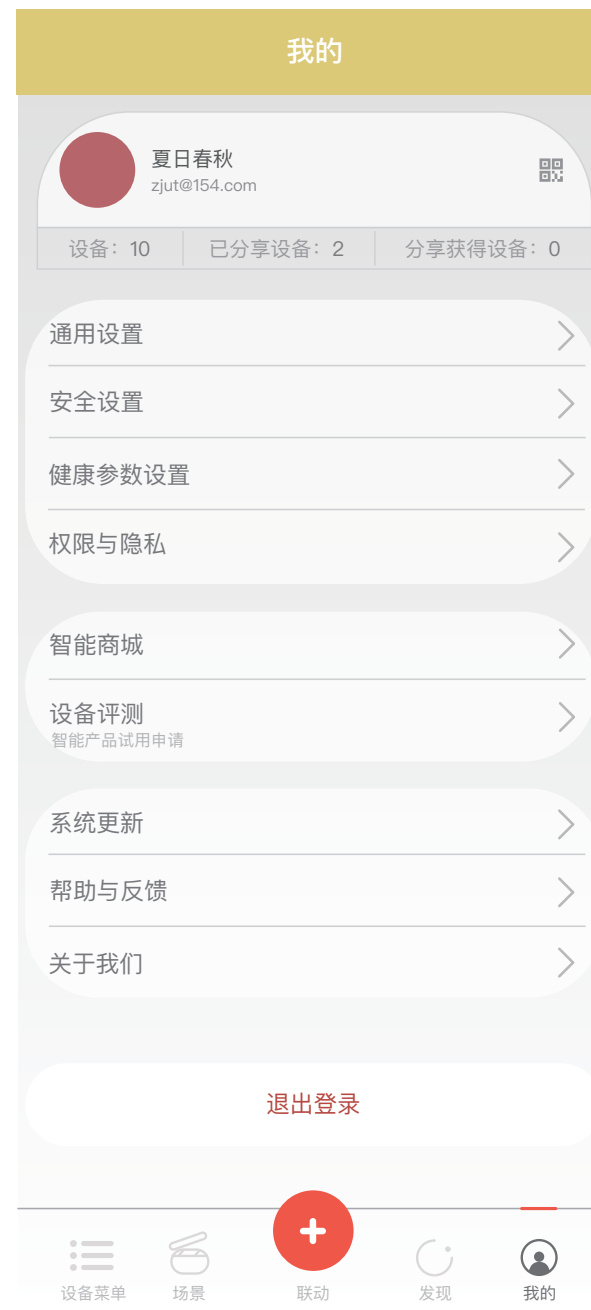 我的
夏日春秋
zjut@154.com
设备：10 已分享设备：2 分享获得设备：0
通用设置
安全设置
健康参数设置
权限与隐私
智能商城
设备评测
智能产品试用申请
系统更新
帮助与反馈
关于我们
退出登录
设备菜单 场景 联动 发现 我的